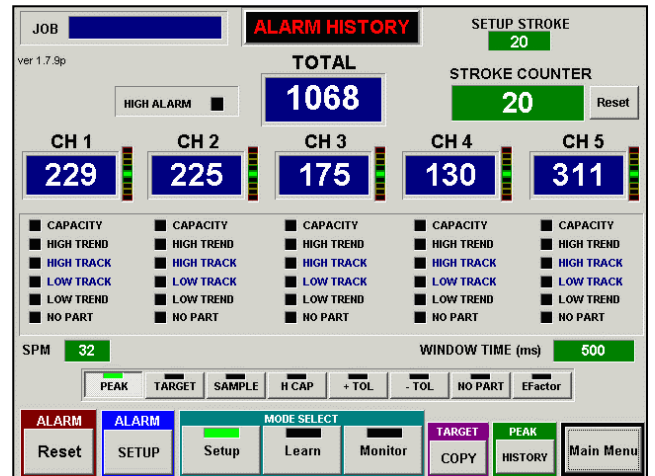 JOB
ALARM HISTORY
SETUP STROKE
20
ver 1.7.9p
TOTAL
1068
STROKE COUNTER
20 Reset
HIGH ALARM
CH 1 CH 2 CH 3 CH 4 CH 5
229 225 175 130 311
CAPACITY CAPACITY CAPACITY CAPACITY CAPACITY
HIGH TREND HIGH TREND HIGH TREND HIGH TREND HIGH TREND
HIGH TRACK HIGH TRACK HIGH TRACK HIGH TRACK HIGH TRACK
LOW TRACK LOW TRACK LOW TRACK LOW TRACK LOW TRACK
LOW TREND LOW TREND LOW TREND LOW TREND LOW TREND
NO PART NO PART NO PART NO PART NO PART
SPM 32 WINDOW TIME (ms) 500
PEAK TARGET SAMPLE H CAP + TOL - TOL NO PART EFactor
ALARM ALARM MODE SELECT TARGET PEAK
Reset SETUP Setup Learn Monitor COPY HISTORY Main Menu